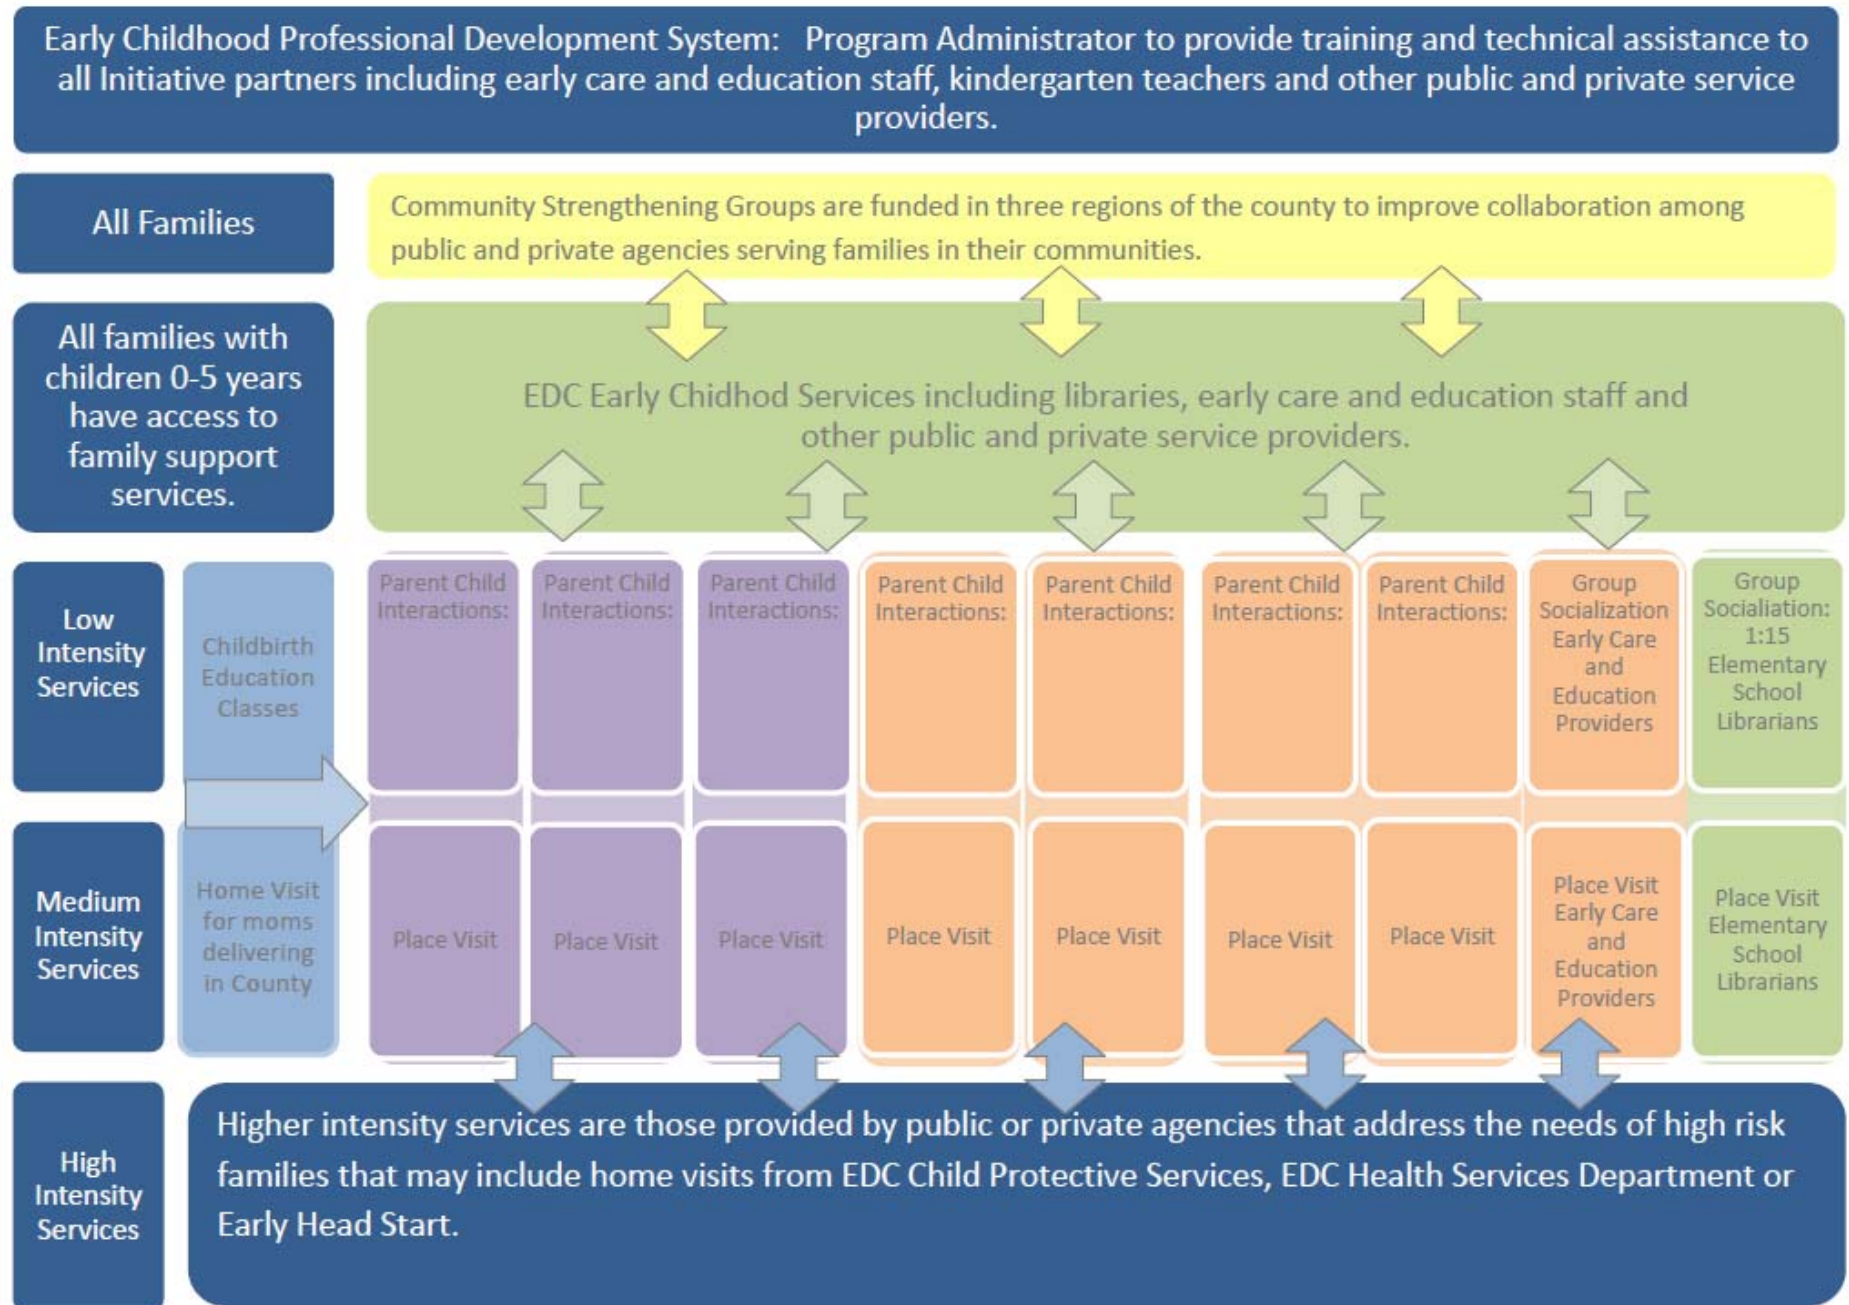 Early Childhood Professional Development System:   Program Administrator to provide training and technical assistance to
all Initiative partners including early care and education staff, kindergarten teachers and other public and private service
providers.
All Families
Community Strengthening Groups are funded in three regions of the county to improve collaboration among
public and private agencies serving families in their communities.
All families with
children 0-5 years
have access to
family support
services.
EDC Early Chidhod Services including libraries, early care and education staff and
other public and private service providers.
Low
Intensity
Services
Childbirth
Education
Classes
Parent Child
Interactions:
Parent Child
Interactions:
Parent Child
Interactions:
Parent Child
Interactions:
Parent Child
Interactions:
Parent Child
Interactions:
Parent Child
Interactions:
Group
Socialization
Early Care
and
Education
Providers
Group
Socialiation:
1:15
Elementary
School
Librarians
Medium
Intensity
Services
Home Visit
for moms
delivering
in County
Place Visit
Place Visit
Place Visit
Place Visit
Place Visit
Place Visit
Place Visit
Place Visit
Early Care
and
Education
Providers
Place Visit
Elementary
School
Librarians
High
Intensity
Services
Higher intensity services are those provided by public or private agencies that address the needs of high risk
families that may include home visits from EDC Child Protective Services, EDC Health Services Department or
Early Head Start.